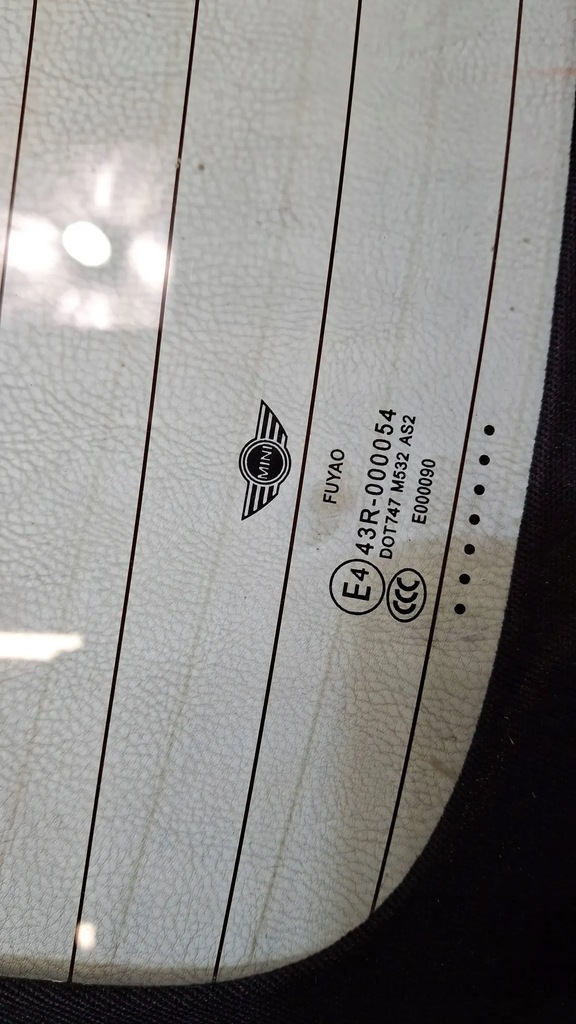 MINI
FUYAO
E4 43R-000054
DOT747 M532 AS2
CCC E000090